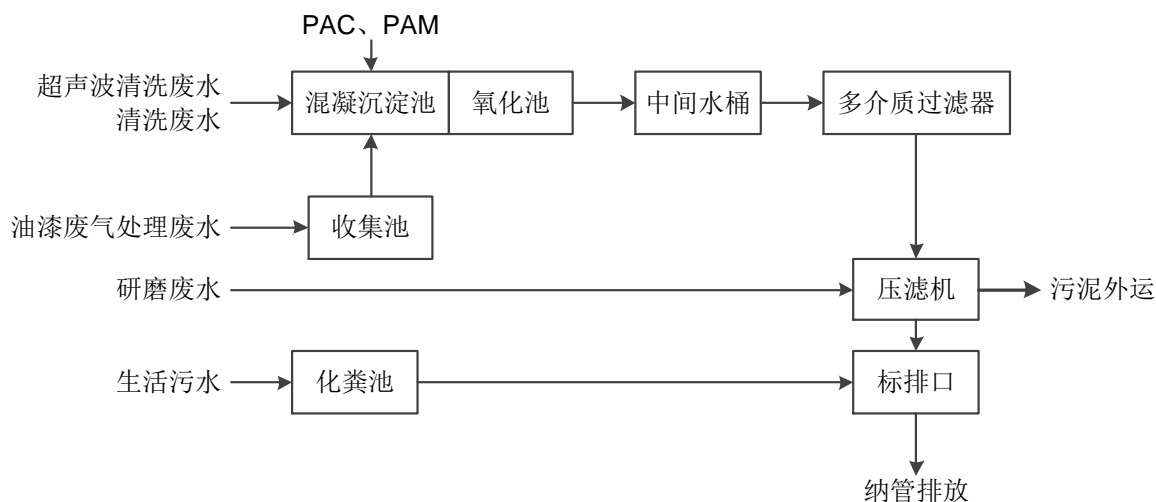 PAC、PAM
超声波清洗废水
清洗废水
混凝沉淀池
氧化池
中间水桶
多介质过滤器
油漆废气处理废水
收集池
研磨废水
压滤机
污泥外运
生活污水
化粪池
标排口
纳管排放